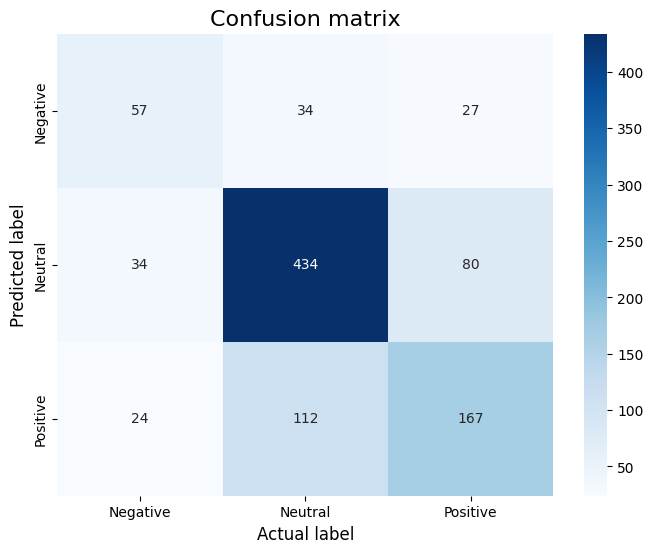 Confusion matrix
Predicted label
Negative
57
34
27
Neutral
34
434
80
Positive
24
112
167
Negative
Neutral
Positive
Actual label
400
350
300
250
200
150
100
50